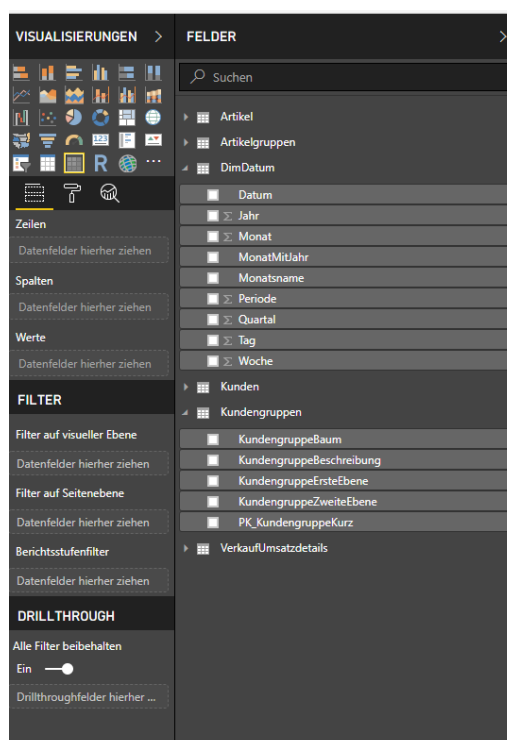 VISUALISIERUNGEN >
123
R
...
Zeilen
Datenfelder hierher ziehen
Spalten
Datenfelder hierher ziehen
Werte
Datenfelder hierher ziehen
FILTER
Filter auf visueller Ebene
Datenfelder hierher ziehen
Filter auf Seitenebene
Datenfelder hierher ziehen
Berichtsstufenfilter
Datenfelder hierher ziehen
DRILLTHROUGH
Alle Filter beibehalten
Ein
Drillthroughfelder hierher ...
FELDER >
Suchen
Artikel
Artikelgruppen
DimDatum
Datum
Σ Jahr
Σ Monat
MonatMitJahr
Monatsname
Σ Periode
Σ Quartal
Σ Tag
Σ Woche
Kunden
Kundengruppen
KundengruppeBaum
KundengruppeBeschreibung
KundengruppeErsteEbene
KundengruppeZweiteEbene
PK_KundengruppeKurz
VerkaufUmsatzdetails